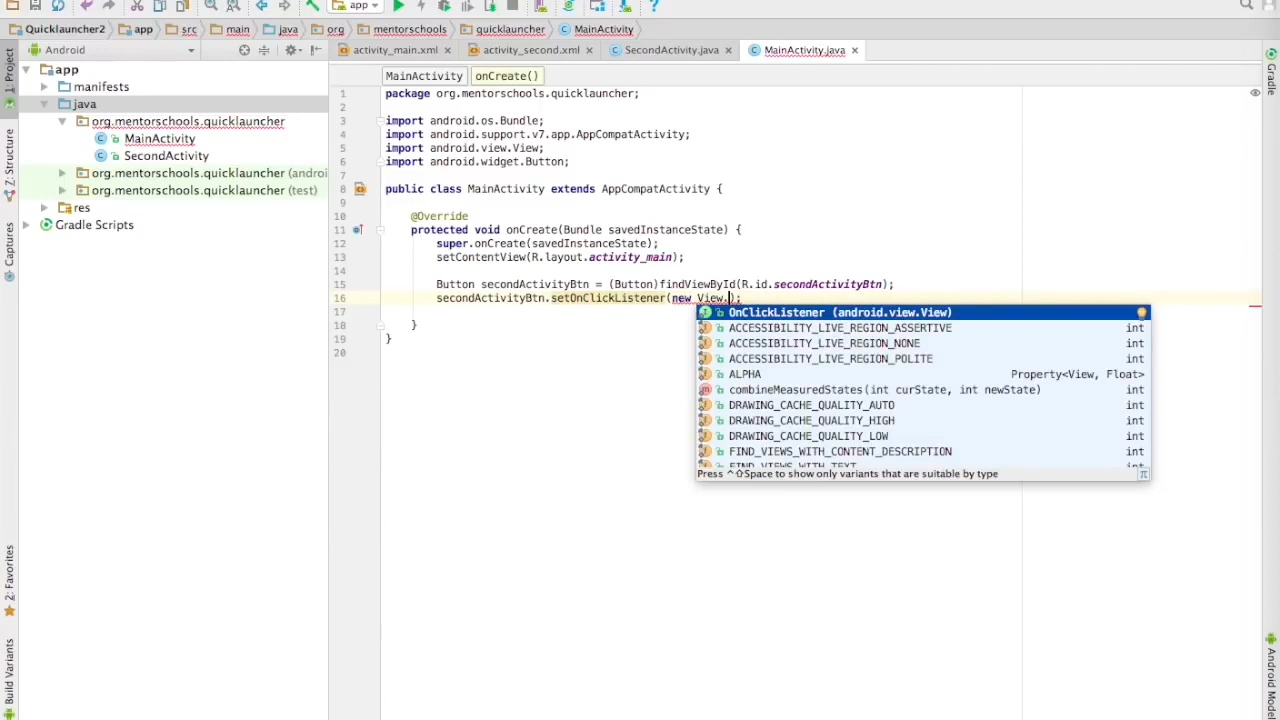 app
Quicklauncher2 app src main java org mentorschools quicklauncher MainActivity
Android
activity_main.xml activity_second.xml SecondActivity.java MainActivity.java
1: Project
Z: Structure
Captures
2: Favorites
Build Variants
app
manifests
java
org.mentorschools.quicklauncher
MainActivity
SecondActivity
org.mentorschools.quicklauncher (androi
org.mentorschools.quicklauncher (test)
res
Gradle Scripts
MainActivity onCreate()
1 package org.mentorschools.quicklauncher;
2
3 import android.os.Bundle;
4 import android.support.v7.app.AppCompatActivity;
5 import android.view.View;
6 import android.widget.Button;
7
8 public class MainActivity extends AppCompatActivity {
9
10 @Override
11 protected void onCreate(Bundle savedInstanceState) {
12 super.onCreate(savedInstanceState);
13 setContentView(R.layout.activity_main);
14
15 Button secondActivityBtn = (Button)findViewById(R.id.secondActivityBtn);
16 secondActivityBtn.setOnClickListener(new View.);
17
18 }
19 }
20
OnClickListener (android.view.View)
ACCESSIBILITY_LIVE_REGION_ASSERTIVE int
ACCESSIBILITY_LIVE_REGION_NONE int
ACCESSIBILITY_LIVE_REGION_POLITE int
ALPHA Property<View, Float>
combineMeasuredStates(int curState, int newState) int
DRAWING_CACHE_QUALITY_AUTO int
DRAWING_CACHE_QUALITY_HIGH int
DRAWING_CACHE_QUALITY_LOW int
FIND_VIEWS_WITH_CONTENT_DESCRIPTION int
FIND_VIEWS_WITH_TEXT int
Press ^⇧Space to show only variants that are suitable by type π
Gradle
Android Model